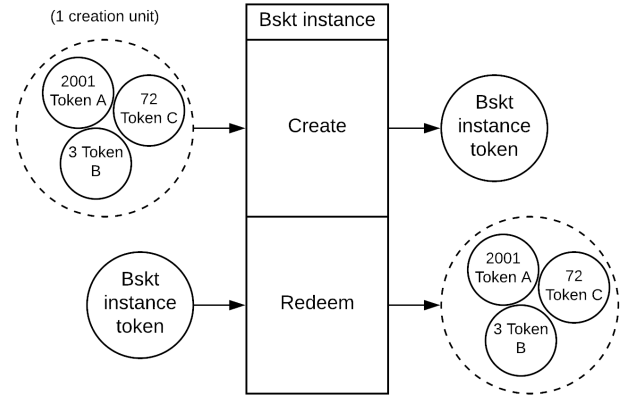 (1 creation unit)
Bskt instance
2001
Token A
72
Token C
3 Token
B
Create
Bskt
instance
token
Bskt
instance
token
Redeem
2001
Token A
72
Token C
3 Token
B